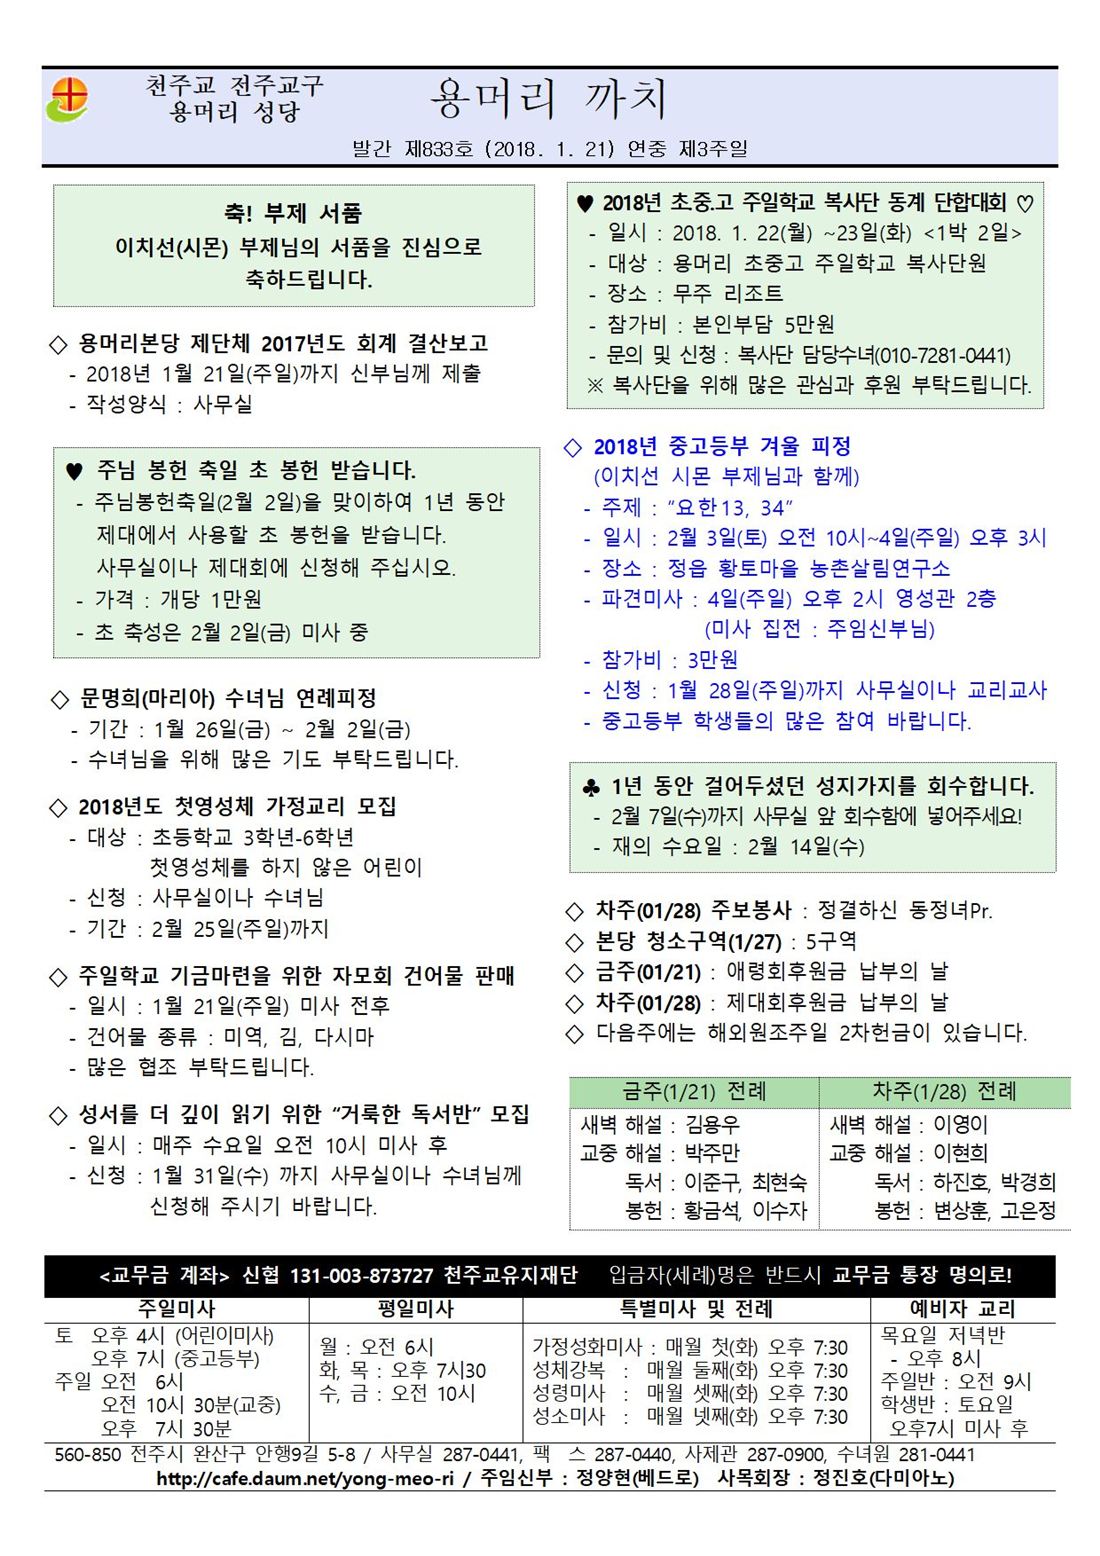 천주교 전주교구
용머리 성당
용머리 까치
발간 제833호 (2018. 1. 21) 연중 제3주일
축! 부제 서품
이치선(시몬) 부제님의 서품을 진심으로
축하드립니다.
◇ 용머리본당 제단체 2017년도 회계 결산보고
- 2018년 1월 21일(주일)까지 신부님께 제출
- 작성양식 : 사무실
♥ 주님 봉헌 축일 초 봉헌 받습니다.
- 주님봉헌축일(2월 2일)을 맞이하여 1년 동안
제대에서 사용할 초 봉헌을 받습니다.
사무실이나 제대회에 신청해 주십시오.
- 가격 : 개당 1만원
- 초 축성은 2월 2일(금) 미사 중
◇ 문명희(마리아) 수녀님 연례피정
- 기간 : 1월 26일(금) ~ 2월 2일(금)
- 수녀님을 위해 많은 기도 부탁드립니다.
◇ 2018년도 첫영성체 가정교리 모집
- 대상 : 초등학교 3학년-6학년
첫영성체를 하지 않은 어린이
- 신청 : 사무실이나 수녀님
- 기간 : 2월 25일(주일)까지
◇ 주일학교 기금마련을 위한 자모회 건어물 판매
- 일시 : 1월 21일(주일) 미사 전후
- 건어물 종류 : 미역, 김, 다시마
- 많은 협조 부탁드립니다.
◇ 성서를 더 깊이 읽기 위한 “거룩한 독서반” 모집
- 일시 : 매주 수요일 오전 10시 미사 후
- 신청 : 1월 31일(수) 까지 사무실이나 수녀님께
신청해 주시기 바랍니다.
♥ 2018년 초.중.고 주일학교 복사단 동계 단합대회 ♡
- 일시 : 2018. 1. 22(월) ~23일(화) <1박 2일>
- 대상 : 용머리 초중고 주일학교 복사단원
- 장소 : 무주 리조트
- 참가비 : 본인부담 5만원
- 문의 및 신청 : 복사단 담당수녀(010-7281-0441)
※ 복사단을 위해 많은 관심과 후원 부탁드립니다.
◇ 2018년 중고등부 겨울 피정
(이치선 시몬 부제님과 함께)
- 주제 : “요한13, 34”
- 일시 : 2월 3일(토) 오전 10시~4일(주일) 오후 3시
- 장소 : 정읍 황토마을 농촌살림연구소
- 파견미사 : 4일(주일) 오후 2시 영성관 2층
(미사 집전 : 주임신부님)
- 참가비 : 3만원
- 신청 : 1월 28일(주일)까지 사무실이나 교리교사
- 중고등부 학생들의 많은 참여 바랍니다.
♣ 1년 동안 걸어두셨던 성지가지를 회수합니다.
- 2월 7일(수)까지 사무실 앞 회수함에 넣어주세요!
- 재의 수요일 : 2월 14일(수)
◇ 차주(01/28) 주보봉사 : 정결하신 동정녀Pr.
◇ 본당 청소구역(1/27) : 5구역
◇ 금주(01/21) : 애령회후원금 납부의 날
◇ 차주(01/28) : 제대회후원금 납부의 날
◇ 다음주에는 해외원조주일 2차헌금이 있습니다.
금주(1/21) 전례 차주(1/28) 전례
새벽 해설 : 김용우 새벽 해설 : 이영이
교중 해설 : 박주만 교중 해설 : 이현희
독서 : 이준구, 최현숙 독서 : 하진호, 박경희
봉헌 : 황금석, 이수자 봉헌 : 변상훈, 고은정
<교무금 계좌> 신협 131-003-873727 천주교유지재단 입금자(세례)명은 반드시 교무금 통장 명의로!
주일미사 평일미사 특별미사 및 전례 예비자 교리
토 오후 4시 (어린이미사)
오후 7시 (중고등부)
주일 오전 6시
오전 10시 30분(교중)
오후 7시 30분
월 : 오전 6시
화, 목 : 오후 7시30
수, 금 : 오전 10시
가정성화미사 : 매월 첫(화) 오후 7:30
성체강복 : 매월 둘째(화) 오후 7:30
성령미사 : 매월 셋째(화) 오후 7:30
성소미사 : 매월 넷째(화) 오후 7:30
목요일 저녁반
- 오후 8시
주일반 : 오전 9시
학생반 : 토요일
오후7시 미사 후
560-850 전주시 완산구 안행9길 5-8 / 사무실 287-0441, 팩 스 287-0440, 사제관 287-0900, 수녀원 281-0441
http://cafe.daum.net/yong-meo-ri / 주임신부 : 정양현(베드로) 사목회장 : 정진호(다미아노)